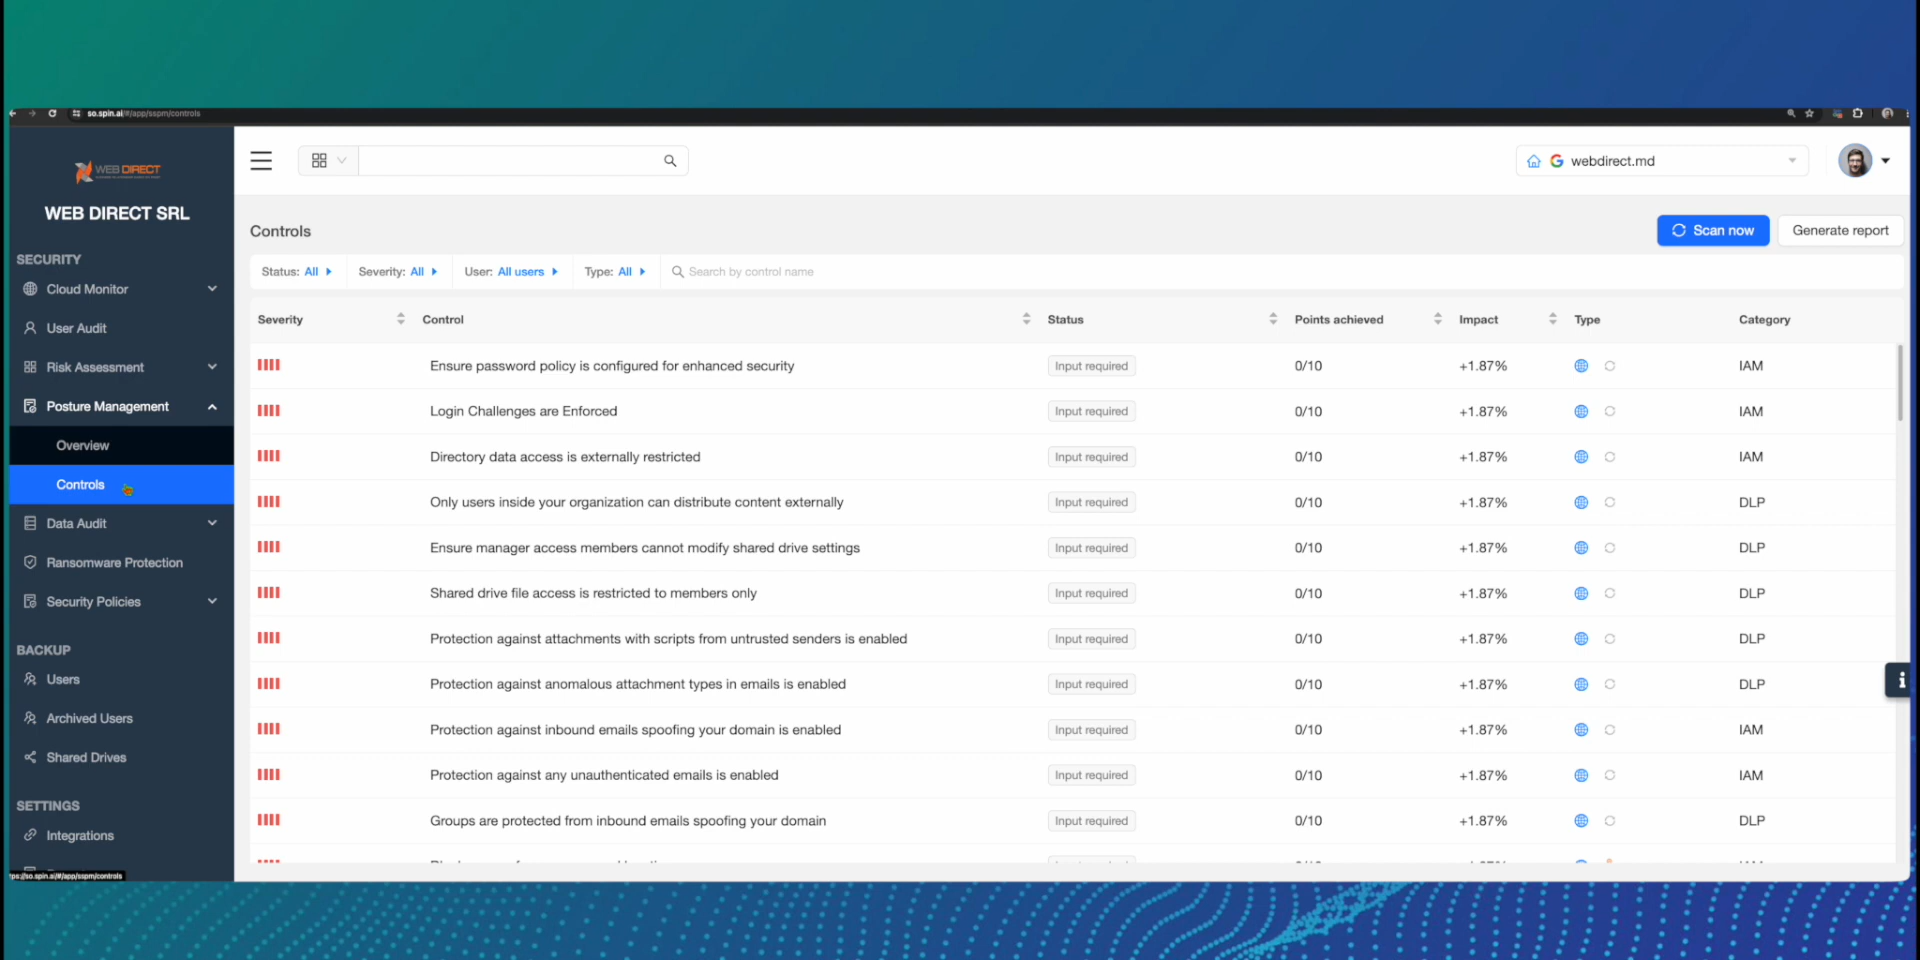 so.spin.ai/#/app/sspm/controls
WEB DIRECT
WEB DIRECT SRL
SECURITY
Cloud Monitor
User Audit
Risk Assessment
Posture Management
Overview
Controls
Data Audit
Ransomware Protection
Security Policies
BACKUP
Users
Archived Users
Shared Drives
SETTINGS
Integrations
ps://so.spin.ai/#/app/sspm/controls
webdirect.md
Controls
Scan now
Generate report
Status: All
Severity: All
User: All users
Type: All
Search by control name
Severity Control Status Points achieved Impact Type Category
Ensure password policy is configured for enhanced security Input required 0/10 +1.87% IAM
Login Challenges are Enforced Input required 0/10 +1.87% IAM
Directory data access is externally restricted Input required 0/10 +1.87% IAM
Only users inside your organization can distribute content externally Input required 0/10 +1.87% DLP
Ensure manager access members cannot modify shared drive settings Input required 0/10 +1.87% DLP
Shared drive file access is restricted to members only Input required 0/10 +1.87% DLP
Protection against attachments with scripts from untrusted senders is enabled Input required 0/10 +1.87% DLP
Protection against anomalous attachment types in emails is enabled Input required 0/10 +1.87% DLP
Protection against inbound emails spoofing your domain is enabled Input required 0/10 +1.87% IAM
Protection against any unauthenticated emails is enabled Input required 0/10 +1.87% IAM
Groups are protected from inbound emails spoofing your domain Input required 0/10 +1.87% DLP